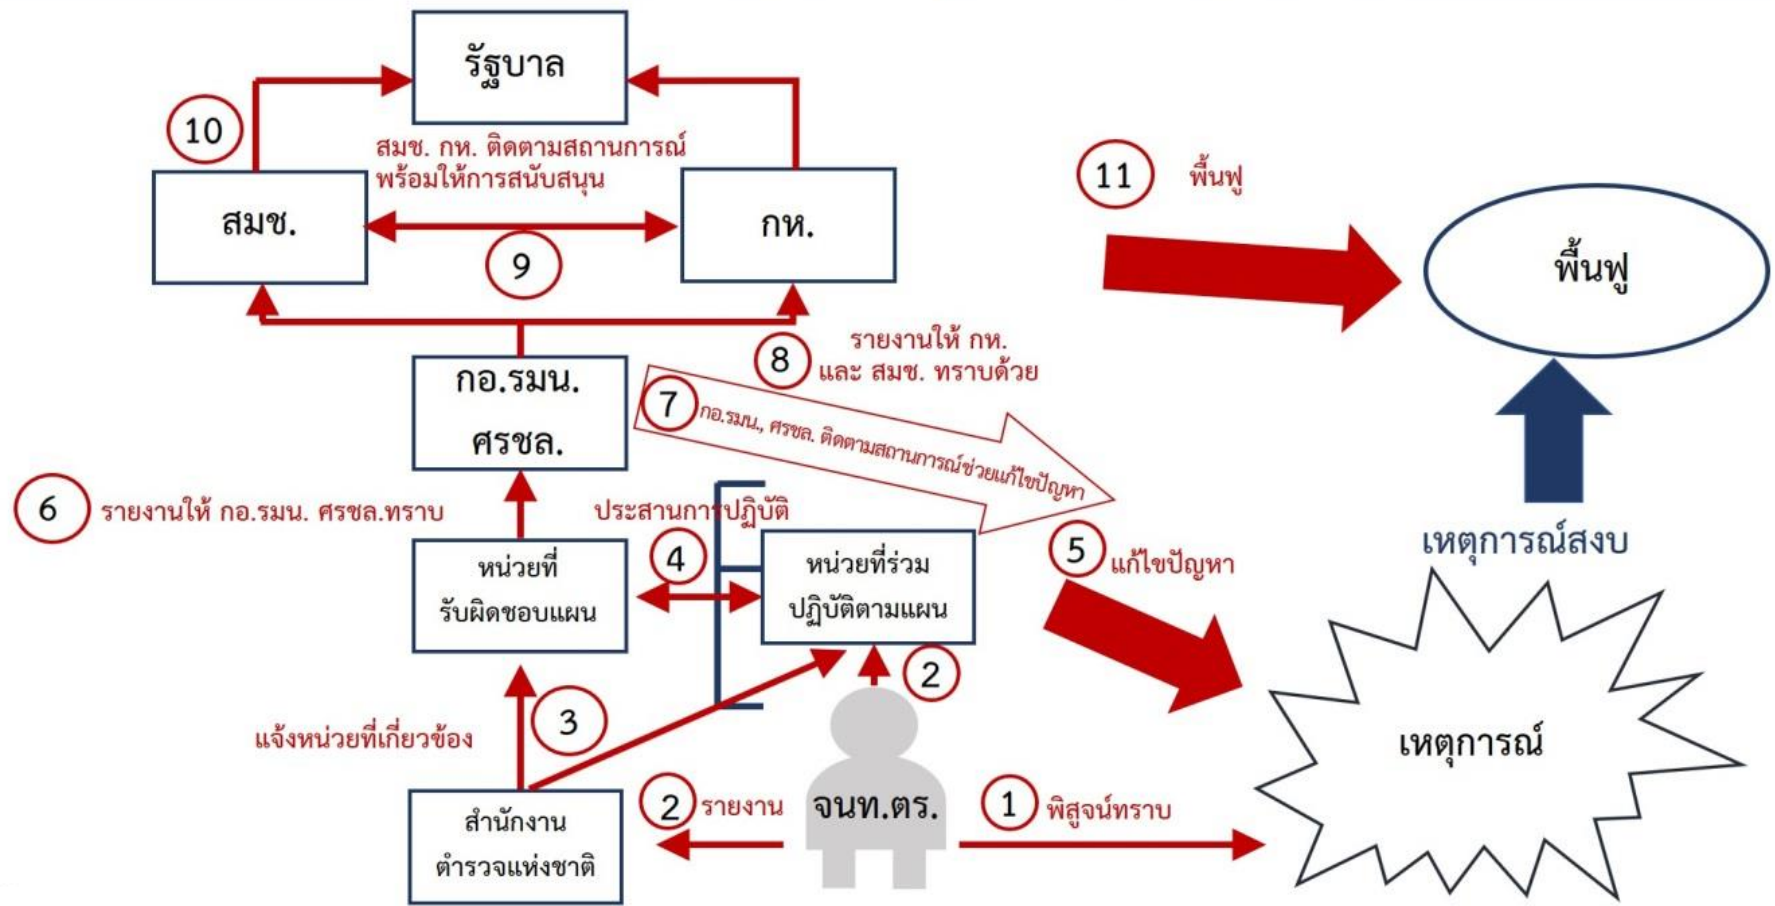 รัฐบาล
10
สมช. กห. ติดตามสถานการณ์
พร้อมให้การสนับสนุน
สมช.
กห.
9
11
พื้นฟู
พื้นฟู
8
รายงานให้ กห.
และ สมช. ทราบด้วย
กอ.รมน.
ศรชล.
7
กอ.รมน., ศรชล. ติดตามสถานการณ์ช่วยแก้ไขปัญหา
6
รายงานให้ กอ.รมน. ศรชล.ทราบ
ประสานการปฏิบัติ
4
หน่วยที่
รับผิดชอบแผน
หน่วยที่ร่วม
ปฏิบัติตามแผน
5
แก้ไขปัญหา
เหตุการณ์สงบ
2
3
แจ้งหน่วยที่เกี่ยวข้อง
เหตุการณ์
สำนักงาน
ตำรวจแห่งชาติ
2
รายงาน
จนท.ตร.
1
พิสูจน์ทราบ